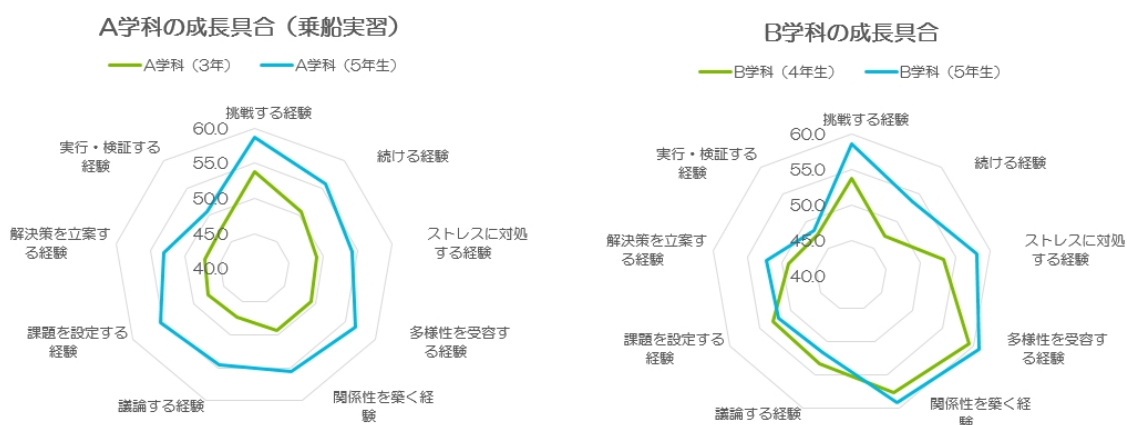 A学科の成長具合（乗船実習）
A学科（3年）
A学科（5年生）
挑戦する経験
続ける経験
ストレスに対処
する経験
多様性を受容す
る経験
関係性を築く経
験
議論する経験
課題を設定する
経験
解決策を立案す
る経験
実行・検証する
経験
60.0
55.0
50.0
45.0
40.0
B学科の成長具合
B学科（4年生）
B学科（5年生）
挑戦する経験
続ける経験
ストレスに対処
する経験
多様性を受容す
る経験
関係性を築く経
験
議論する経験
課題を設定する
経験
解決策を立案す
る経験
実行・検証する
経験
60.0
55.0
50.0
45.0
40.0